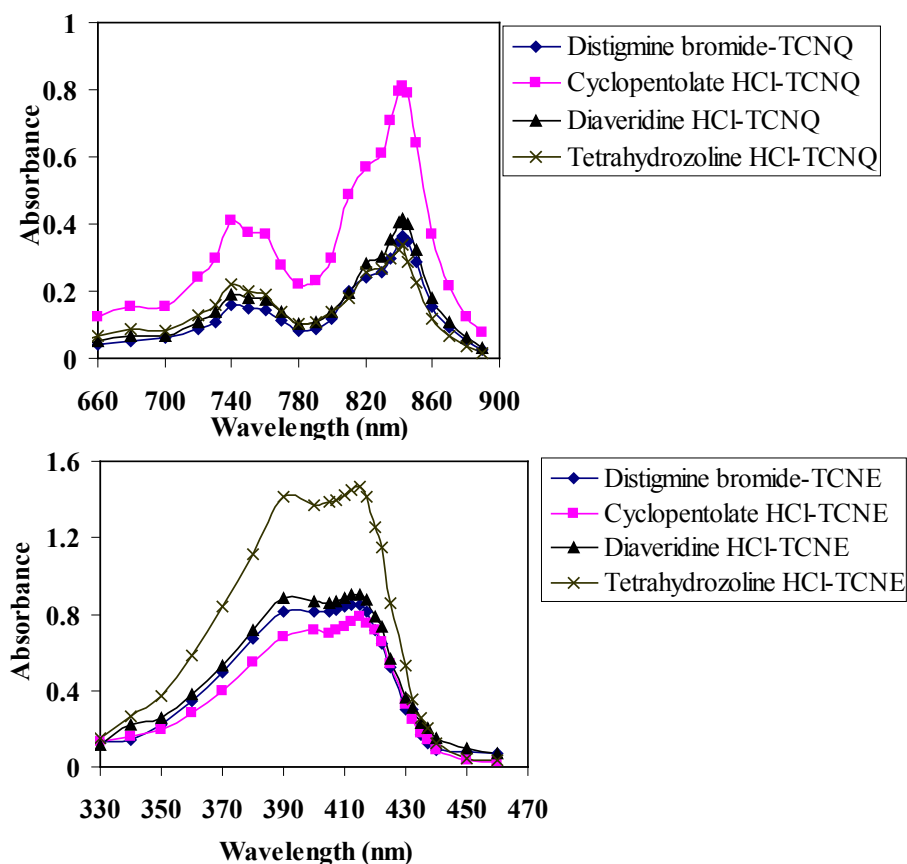 1
0.8
0.6
0.4
0.2
0
Absorbance
660 700 740 780 820 860 900
Wavelength (nm)
Distigmine bromide-TCNQ
Cyclopentolate HCl-TCNQ
Diaveridine HCl-TCNQ
Tetrahydrozoline HCl-TCNQ
1.6
1.2
0.8
0.4
0
Absorbance
330 350 370 390 410 430 450 470
Wavelength (nm)
Distigmine bromide-TCNE
Cyclopentolate HCl-TCNE
Diaveridine HCl-TCNE
Tetrahydrozoline HCl-TCNE